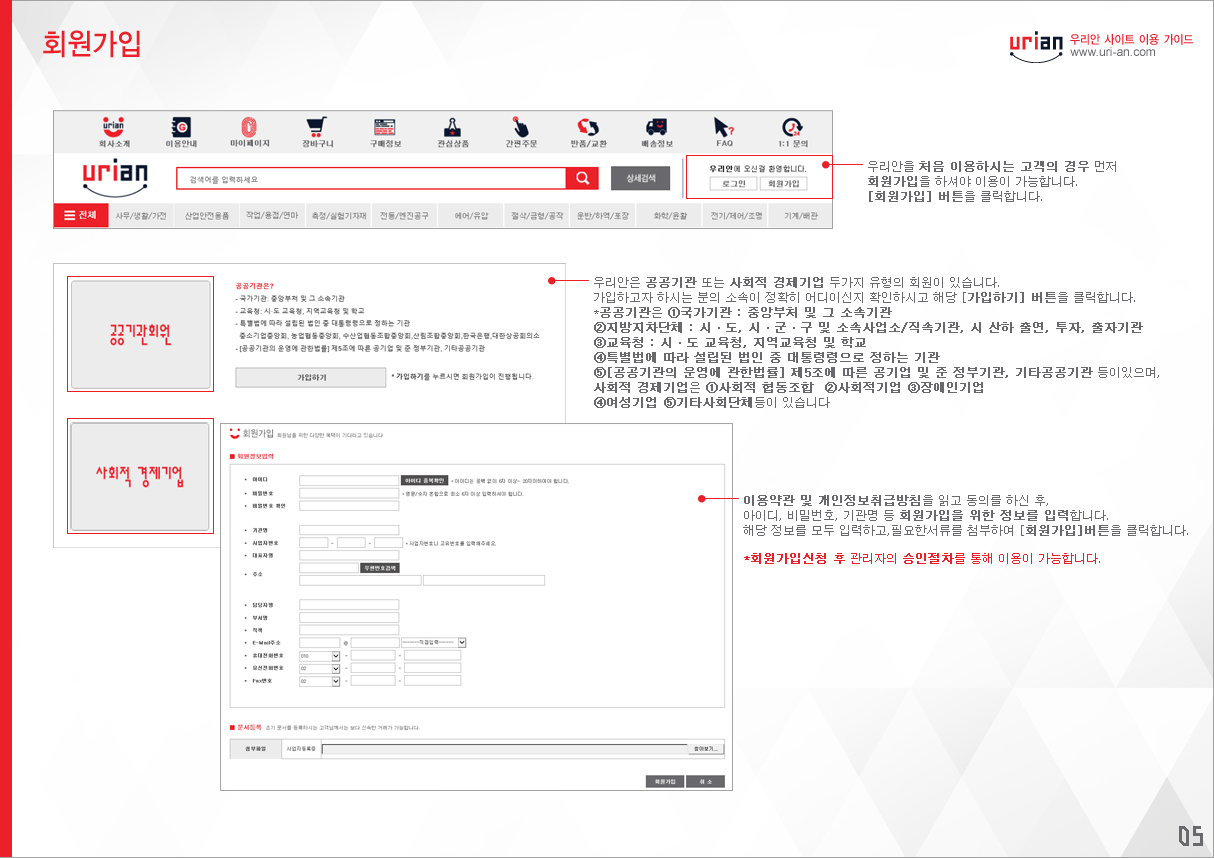 회원가입
urian 우리안 사이트 이용 가이드
www.uri-an.com
urian
회사소개 이용안내 마이페이지 장바구니 구매정보 관심상품 간편주문 반품/교환 배송정보 FAQ 1:1 문의
urian
검색어를 입력하세요
상세검색
우리안에 오신걸 환영합니다.
로그인 회원가입
전체 사무/생활/가전 산업안전용품 작업/용접/연마 측정/실험기자재 전동/엔진공구 에어/유압 절삭/금형/공작 운반/하역/포장 화학/윤활 전기/제어/조명 기계/배관
우리안을 처음 이용하시는 고객의 경우 먼저
회원가입을 하셔야 이용이 가능합니다.
[회원가입] 버튼을 클릭합니다.
공공기관회원
공공기관은?
- 국가기관: 중앙부처 및 그 소속기관
- 교육청: 시·도 교육청, 지역교육청 및 학교
- 특별법에 따라 설립된 법인 중 대통령령으로 정하는 기관
중소기업중앙회, 농업협동중앙회, 수산업협동조합중앙회,산림조합중앙회,한국은행,대한상공회의소
- [공공기관의 운영에 관한법률] 제5조에 따른 공기업 및 준 정부기관, 기타공공기관
가입하기
* 가입하기를 누르시면 회원가입이 진행됩니다.
우리안은 공공기관 또는 사회적 경제기업 두가지 유형의 회원이 있습니다.
가입하고자 하시는 분의 소속이 정확히 어디이신지 확인하시고 해당 [가입하기] 버튼을 클릭합니다.
*공공기관은 ①국가기관 : 중앙부처 및 그 소속기관
②지방지차단체 : 시·도, 시·군·구 및 소속사업소/직속기관, 시 산하 출연, 투자, 출자기관
③교육청 : 시·도 교육청, 지역교육청 및 학교
④특별법에 따라 설립된 법인 중 대통령령으로 정하는 기관
⑤[공공기관의 운영에 관한법률] 제5조에 따른 공기업 및 준 정부기관, 기타공공기관 등이있으며,
사회적 경제기업은 ①사회적 협동조합 ②사회적기업 ③장애인기업
④여성기업 ⑤기타사회단체등이 있습니다
사회적 경제기업
회원가입 회원님을 위한 다양한 혜택이 기다리고 있습니다
회원정보입력
아이디 아이디 중복확인
비밀번호 * 영문/숫자 혼합으로 최소 6자 이상 입력하셔야 합니다.
비밀번호 확인
기관명
사업자번호 - - * 사업자번호나 고유번호를 입력해주세요.
대표자명
주소 우편번호검색
담당자명
부서명
직책
E-Mail주소 @ 직접입력
휴대전화번호 010 - -
유선전화번호 02 - -
Fax번호 02 - -
문서등록 초기 문서를 등록하시는 고객님께서는 보다 신속한 거래가 가능합니다.
첨부파일 사업자등록증 찾아보기...
회원가입 취 소
이용약관 및 개인정보취급방침을 읽고 동의를 하신 후,
아이디, 비밀번호, 기관명 등 회원가입을 위한 정보를 입력합니다.
해당 정보를 모두 입력하고,필요한서류를 첨부하여 [회원가입]버튼을 클릭합니다.
*회원가입신청 후 관리자의 승인절차를 통해 이용이 가능합니다.
05